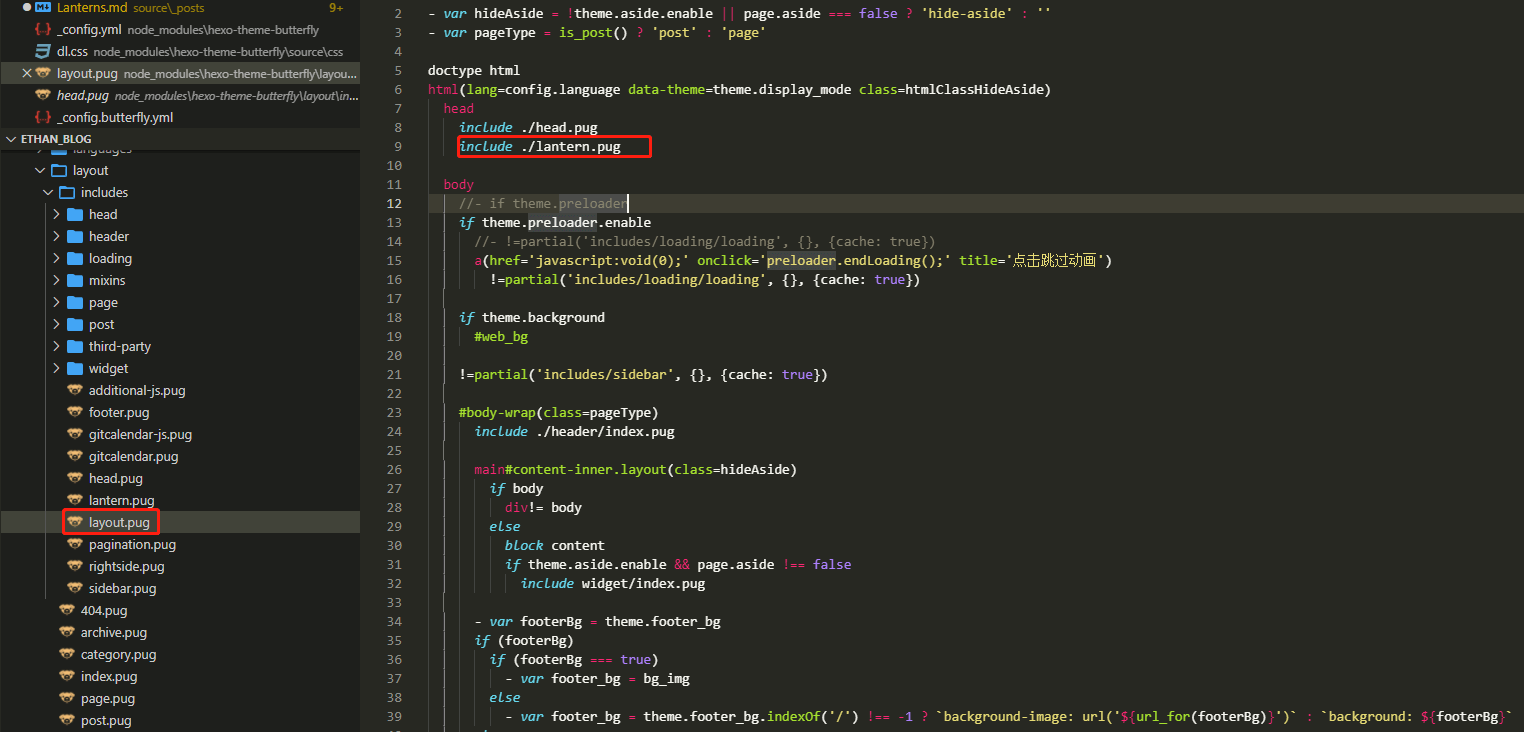 Lanterns.md source\_posts 9+
_config.yml node_modules\hexo-theme-butterfly
dl.css node_modules\hexo-theme-butterfly\source\css
layout.pug node_modules\hexo-theme-butterfly\layou...
head.pug node_modules\hexo-theme-butterfly\layout\in...
_config.butterfly.yml
ETHAN_BLOG
languages
layout
includes
head
header
loading
mixins
page
post
third-party
widget
additional-js.pug
footer.pug
gitcalendar-js.pug
gitcalendar.pug
head.pug
lantern.pug
layout.pug
pagination.pug
rightside.pug
sidebar.pug
404.pug
archive.pug
category.pug
index.pug
page.pug
post.pug
2 - var hideAside = !theme.aside.enable || page.aside === false ? 'hide-aside' : ''
3 - var pageType = is_post() ? 'post' : 'page'
4
5 doctype html
6 html(lang=config.language data-theme=theme.display_mode class=htmlClassHideAside)
7 head
8 include ./head.pug
9 include ./lantern.pug
10
11 body
12 //- if theme.preloader
13 if theme.preloader.enable
14 //- !=partial('includes/loading/loading', {}, {cache: true})
15 a(href='javascript:void(0);' onclick='preloader.endLoading();' title='点击跳过动画')
16 !=partial('includes/loading/loading', {}, {cache: true})
17
18 if theme.background
19 #web_bg
20
21 !=partial('includes/sidebar', {}, {cache: true})
22
23 #body-wrap(class=pageType)
24 include ./header/index.pug
25
26 main#content-inner.layout(class=hideAside)
27 if body
28 div!= body
29 else
30 block content
31 if theme.aside.enable && page.aside !== false
32 include widget/index.pug
33
34 - var footerBg = theme.footer_bg
35 if (footerBg)
36 if (footerBg === true)
37 - var footer_bg = bg_img
38 else
39 - var footer_bg = theme.footer_bg.indexOf('/') !== -1 ? `background-image: url('${url_for(footerBg)}')` : `background: ${footerBg}`